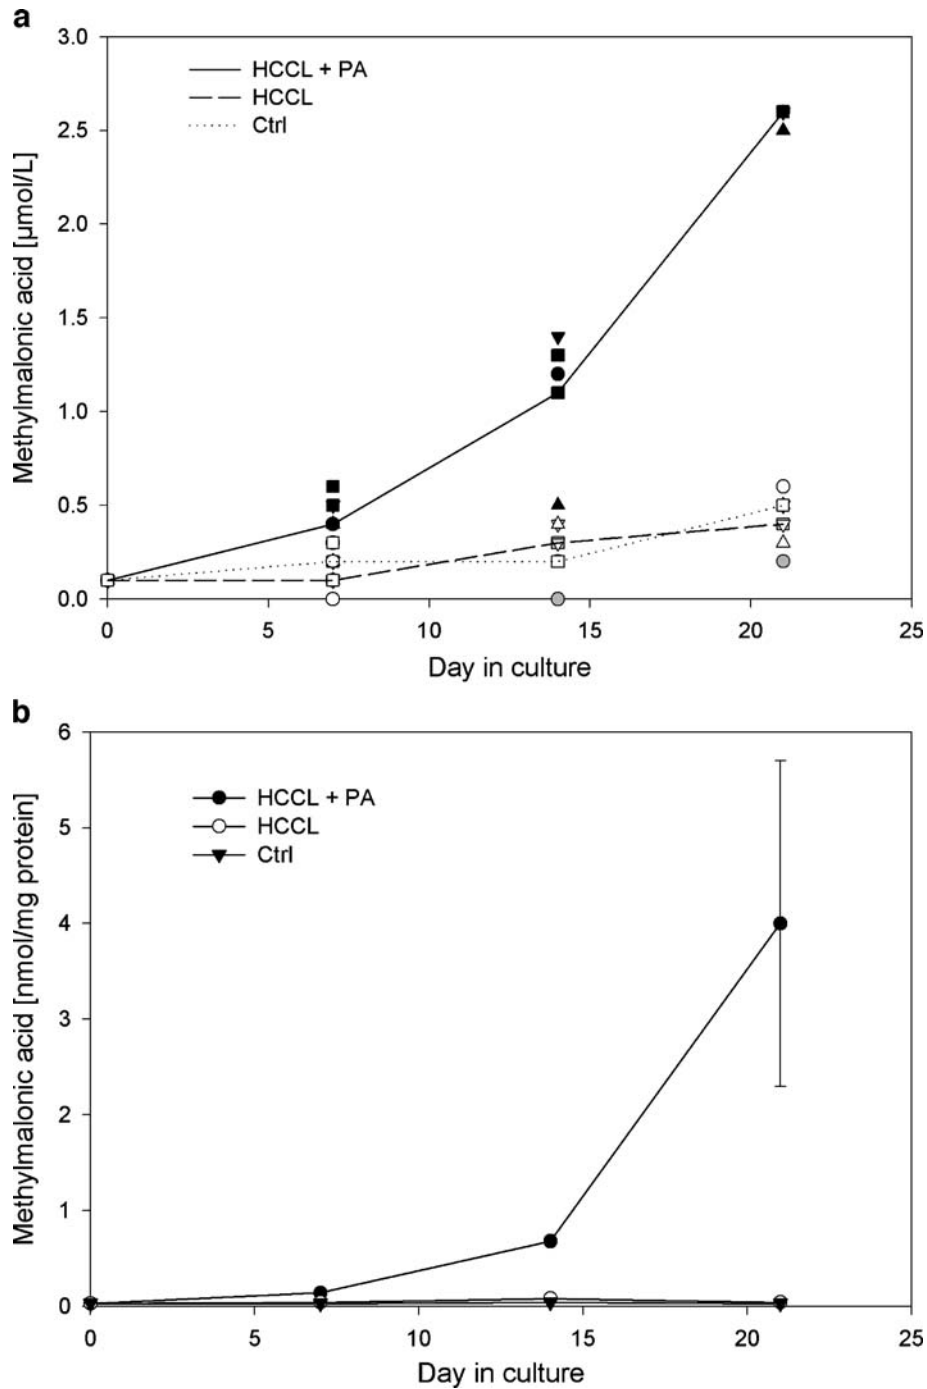 a
3.0
2.5
2.0
1.5
1.0
0.5
0.0
HCCL + PA
HCCL
Ctrl
Methylmalonic acid [µmol/L]
0 5 10 15 20 25
Day in culture
b
6
5
4
3
2
1
0
HCCL + PA
HCCL
Ctrl
Methylmalonic acid [nmol/mg protein]
0 5 10 15 20 25
Day in culture